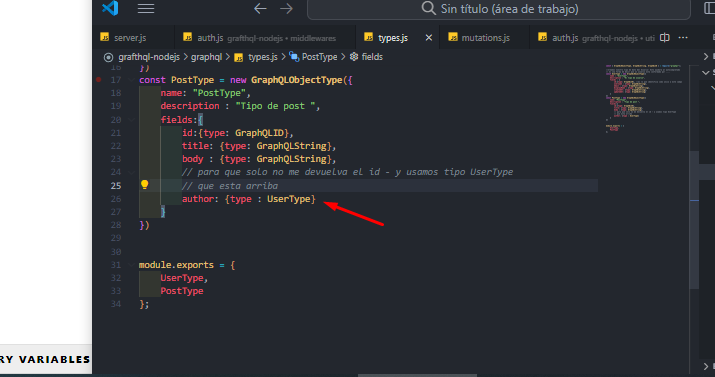 Sin título (área de trabajo)
server.js
auth.js grafthql-nodejs • middlewares
types.js
mutations.js
auth.js grafthql-nodejs • uti
grafthql-nodejs > graphql > types.js > PostType > fields
16 })
17 const PostType = new GraphQLObjectType({
18 name: "PostType",
19 description : "Tipo de post ",
20 fields:{
21 id:{type: GraphQLID},
22 title: {type: GraphQLString},
23 body : {type: GraphQLString},
24 // para que solo no me devuelva el id - y usamos tipo UserType
25 // que esta arriba
26 author: {type : UserType}
27 }
28 })
29
30
31 module.exports = {
32 UserType,
33 PostType
34 };
RY VARIABLES